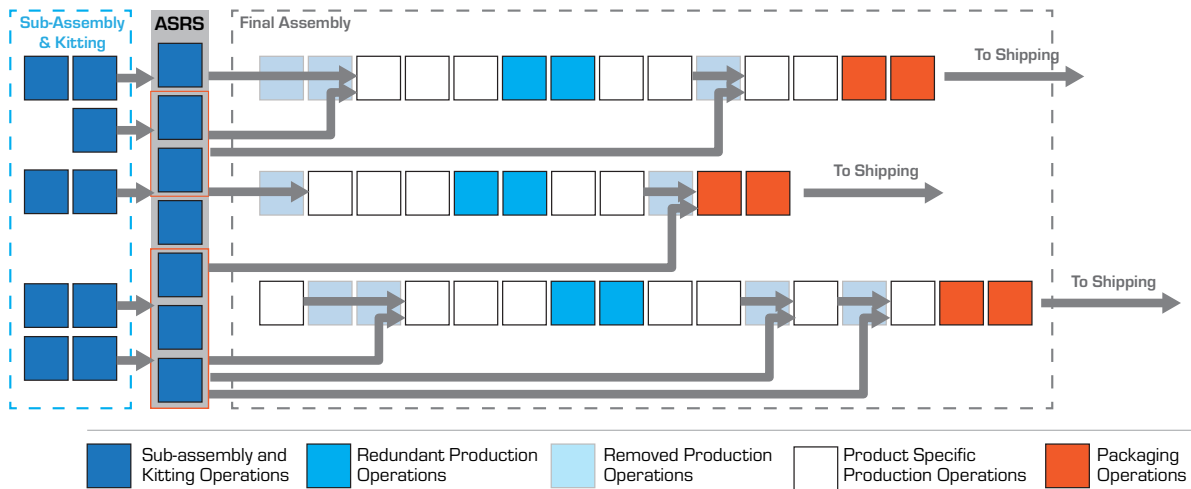 Sub-Assembly
& Kitting
ASRS
Final Assembly
To Shipping
To Shipping
To Shipping
Sub-assembly and
Kitting Operations
Redundant Production
Operations
Removed Production
Operations
Product Specific
Production Operations
Packaging
Operations